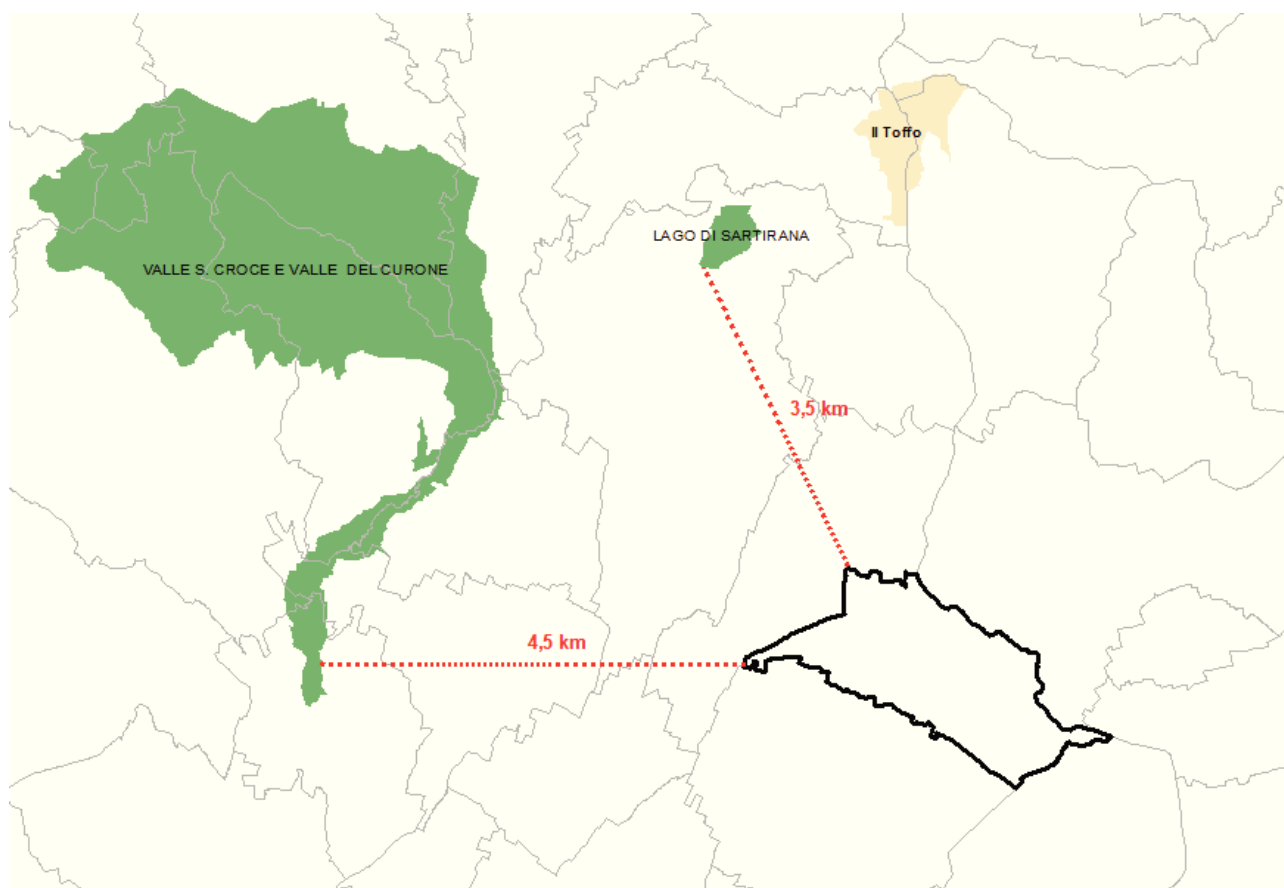 Il Toffo
LAGO DI SARTIRANA
VALLE S. CROCE E VALLE DEL CURONE
3,5 km
4,5 km